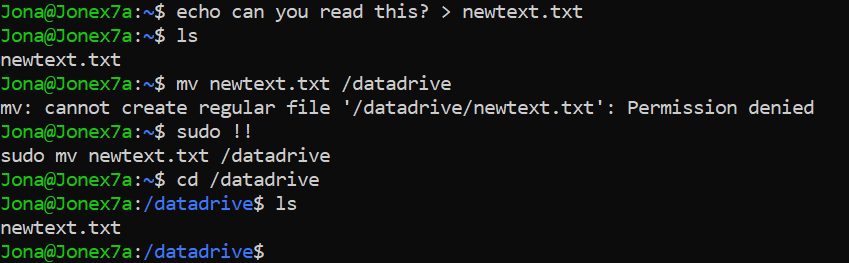 Jona@Jonex7a:~$ echo can you read this? > newtext.txt
Jona@Jonex7a:~$ ls
newtext.txt
Jona@Jonex7a:~$ mv newtext.txt /datadrive
mv: cannot create regular file '/datadrive/newtext.txt': Permission denied
Jona@Jonex7a:~$ sudo !!
sudo mv newtext.txt /datadrive
Jona@Jonex7a:~$ cd /datadrive
Jona@Jonex7a:/datadrive$ ls
newtext.txt
Jona@Jonex7a:/datadrive$